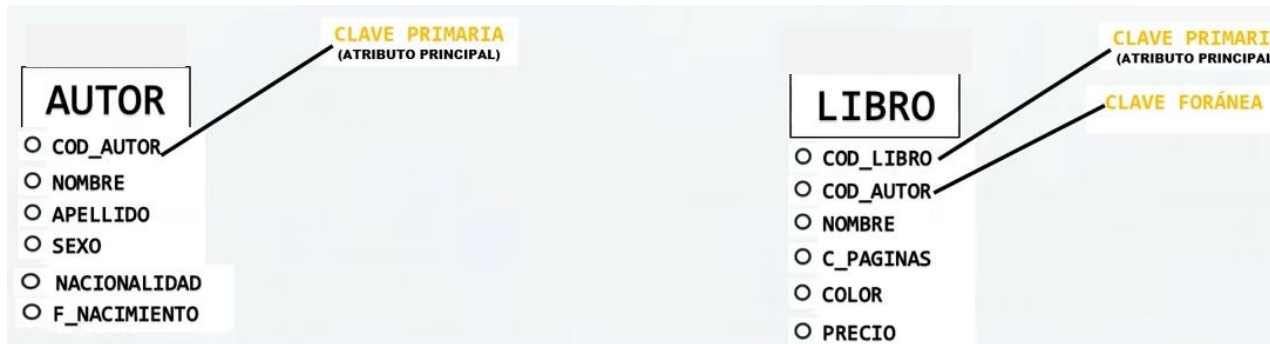 CLAVE PRIMARIA
(ATRIBUTO PRINCIPAL)
AUTOR
COD_AUTOR
NOMBRE
APELLIDO
SEXO
NACIONALIDAD
F_NACIMIENTO
CLAVE PRIMARI
(ATRIBUTO PRINCIPAL
CLAVE FORÁNEA
LIBRO
COD_LIBRO
COD_AUTOR
NOMBRE
C_PAGINAS
COLOR
PRECIO